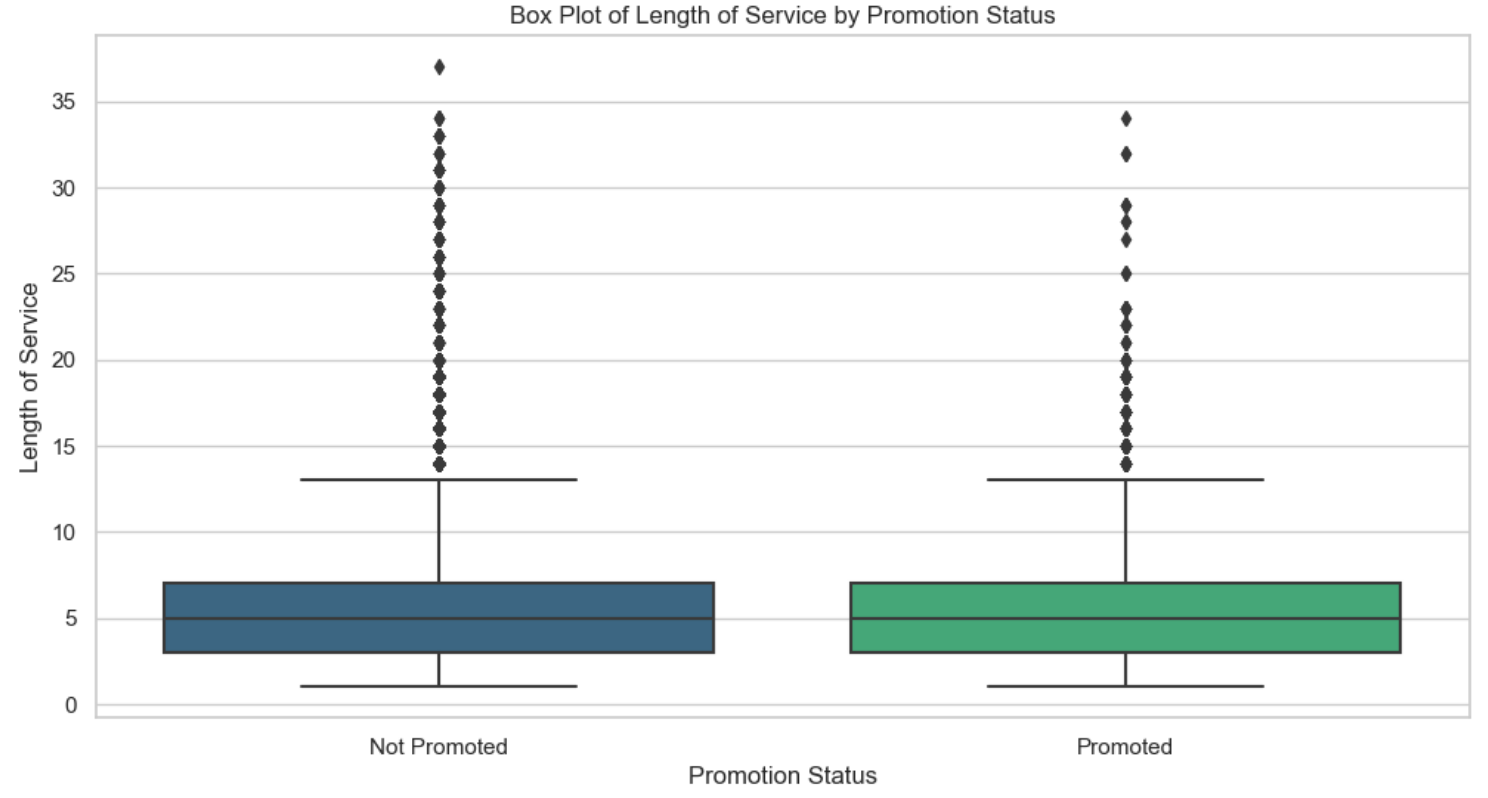 Box Plot of Length of Service by Promotion Status
35
30
25
20
15
10
5
0
Length of Service
Not Promoted
Promoted
Promotion Status